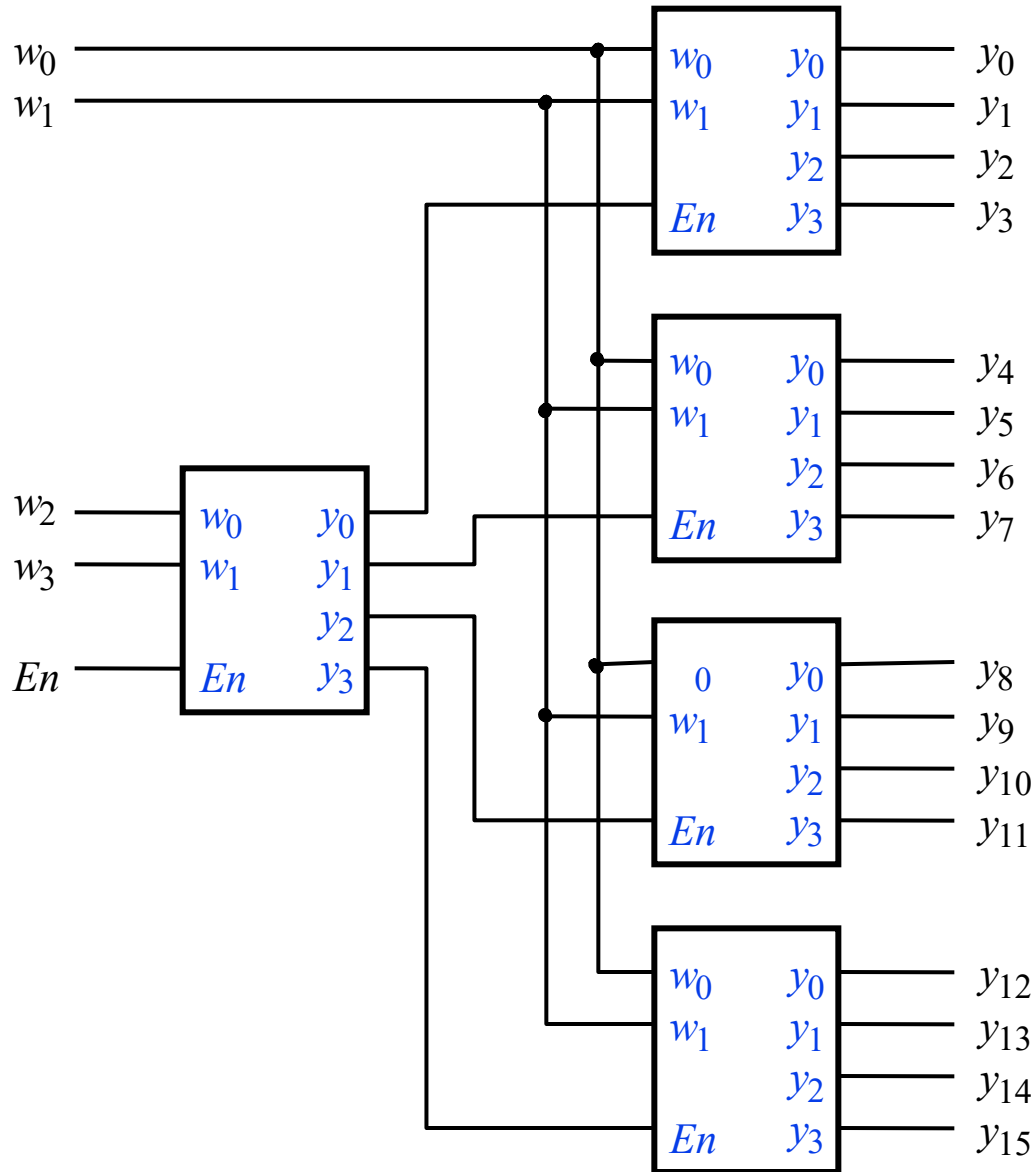 w0 w0 y0 y0
w1 w1 y1 y1
y2 y2
En y3 y3
w0 y0 y4
w1 y1 y5
y2 y6
w2 w0 y0 En y3 y7
w3 w1 y1
y2
En En y3 0 y0 y8
w1 y1 y9
y2 y10
En y3 y11
w0 y0 y12
w1 y1 y13
y2 y14
En y3 y15